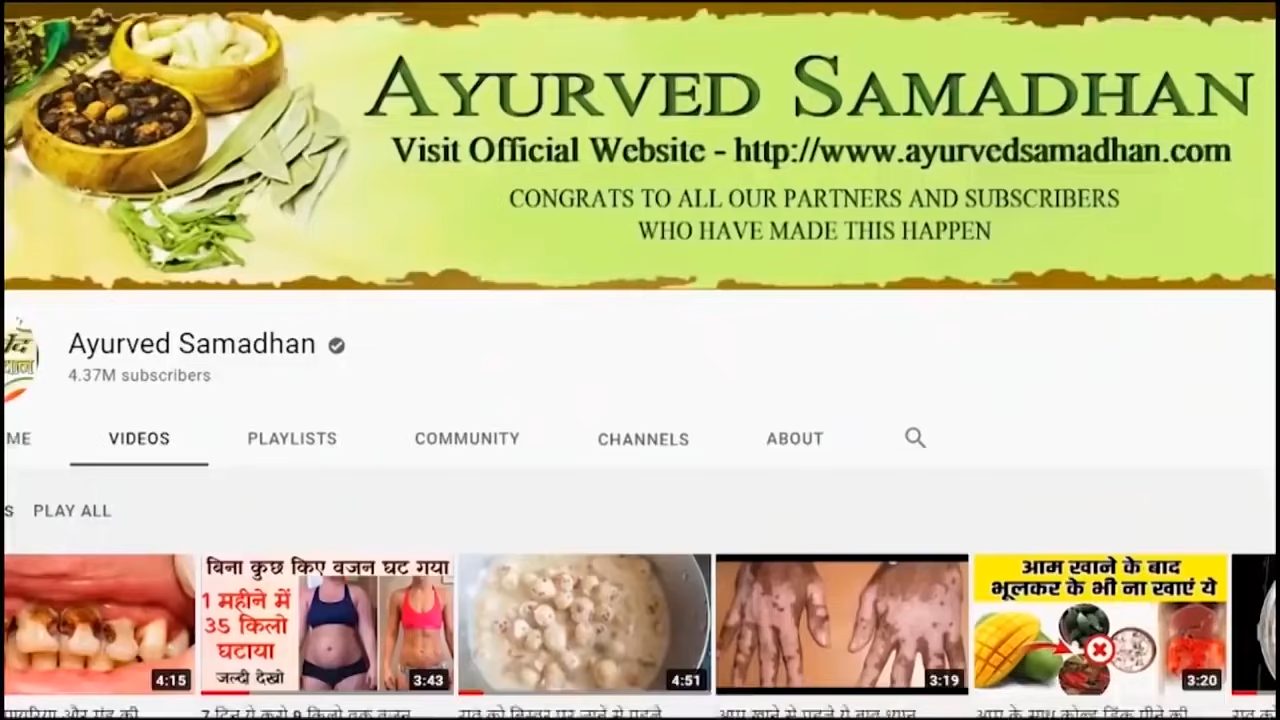 AYURVED SAMADHAN
Visit Official Website - http://www.ayurvedsamadhan.com
CONGRATS TO ALL OUR PARTNERS AND SUBSCRIBERS
WHO HAVE MADE THIS HAPPEN
Ayurved Samadhan
4.37M subscribers
ME VIDEOS PLAYLISTS COMMUNITY CHANNELS ABOUT
S PLAY ALL
4:15
बिना कुछ किए वजन घट गया
1 महीने में
35 किलो
घटाया
जल्दी देखो
3:43
4:51
3:19
आम खाने के बाद
भूलकर के भी ना खाएं ये
3:20